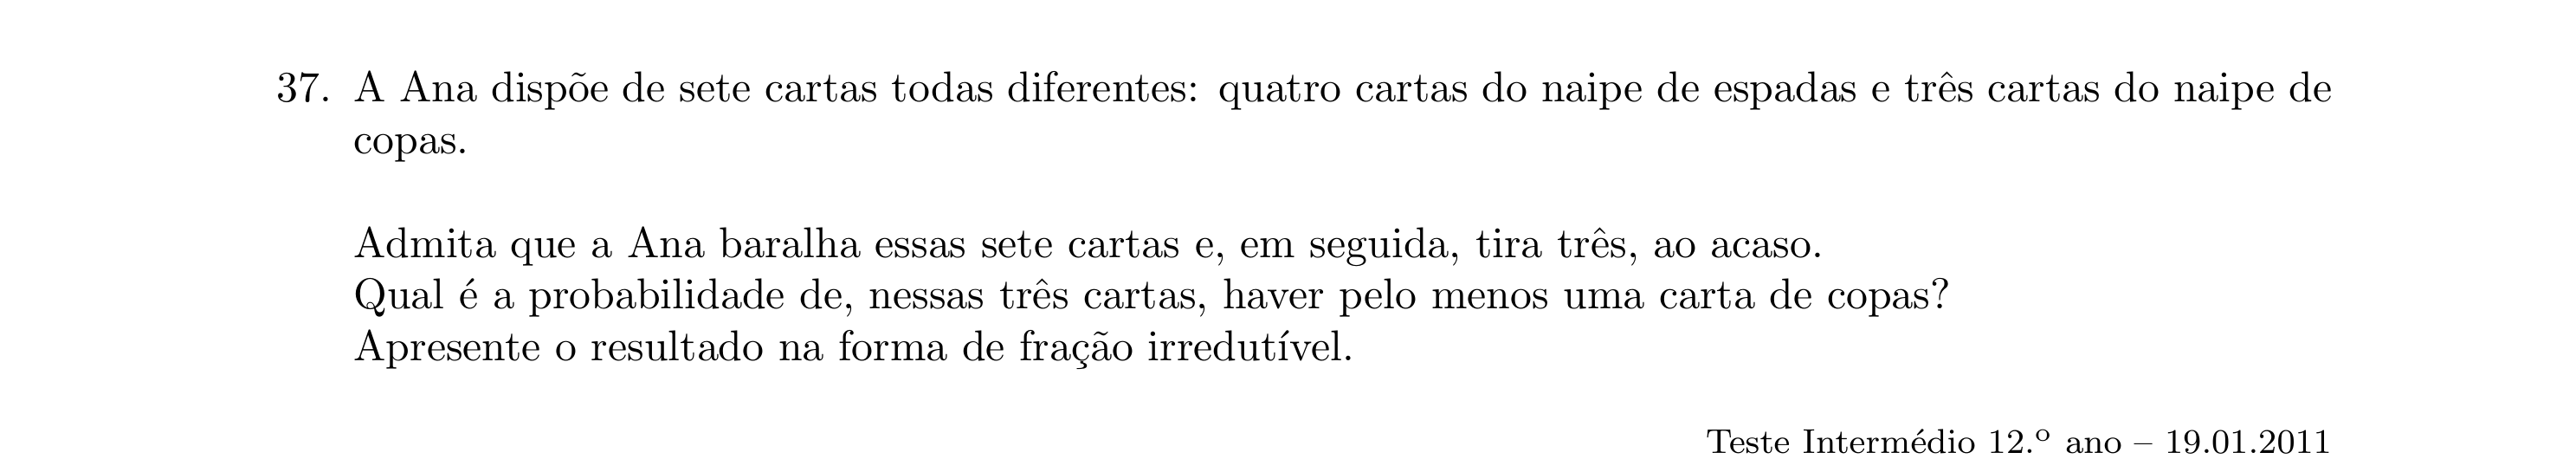 37. A Ana dispõe de sete cartas todas diferentes: quatro cartas do naipe de espadas e três cartas do naipe de
copas.
Admita que a Ana baralha essas sete cartas e, em seguida, tira três, ao acaso.
Qual é a probabilidade de, nessas três cartas, haver pelo menos uma carta de copas?
Apresente o resultado na forma de fração irredutível.
Teste Intermédio 12.º ano – 19.01.2011